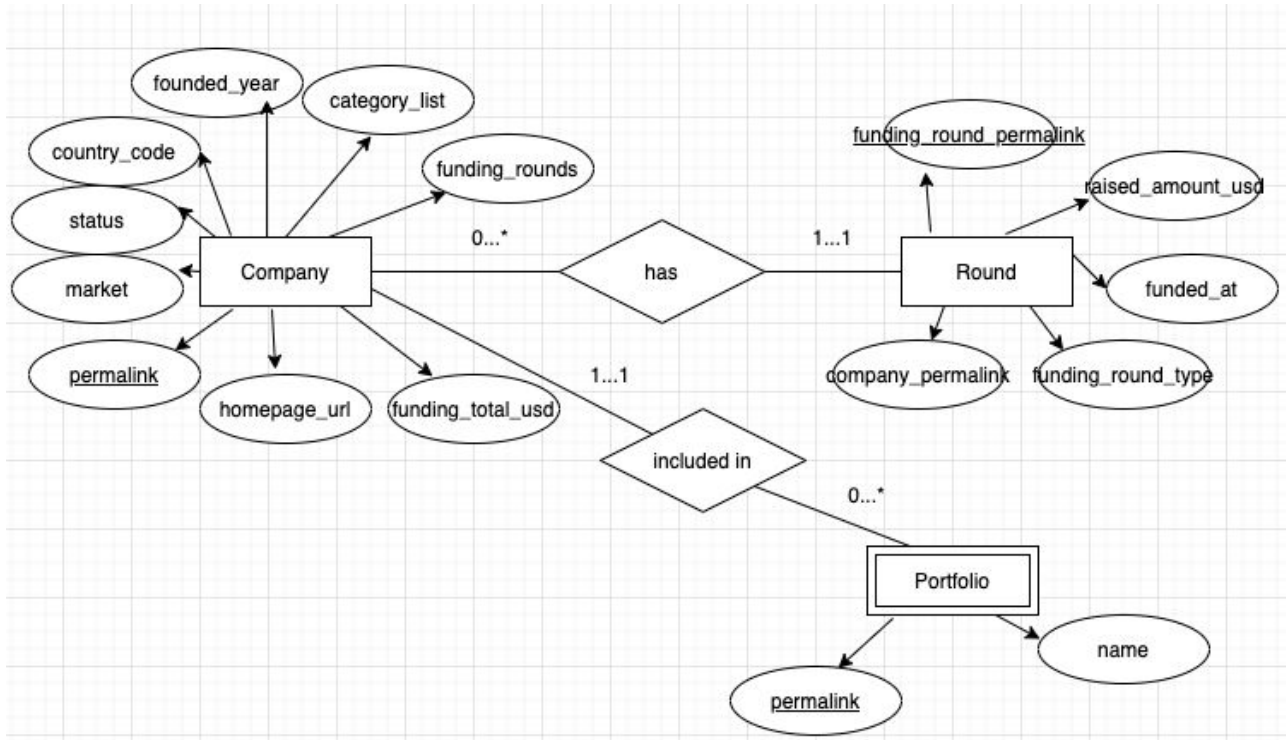 founded_year
category_list
funding_round_permalink
country_code
funding_rounds
raised_amount_usd
status
0...*
1...1
Company
has
Round
market
funded_at
permalink
1...1
company_permalink
funding_round_type
homepage_url
funding_total_usd
included in
0...*
Portfolio
name
permalink